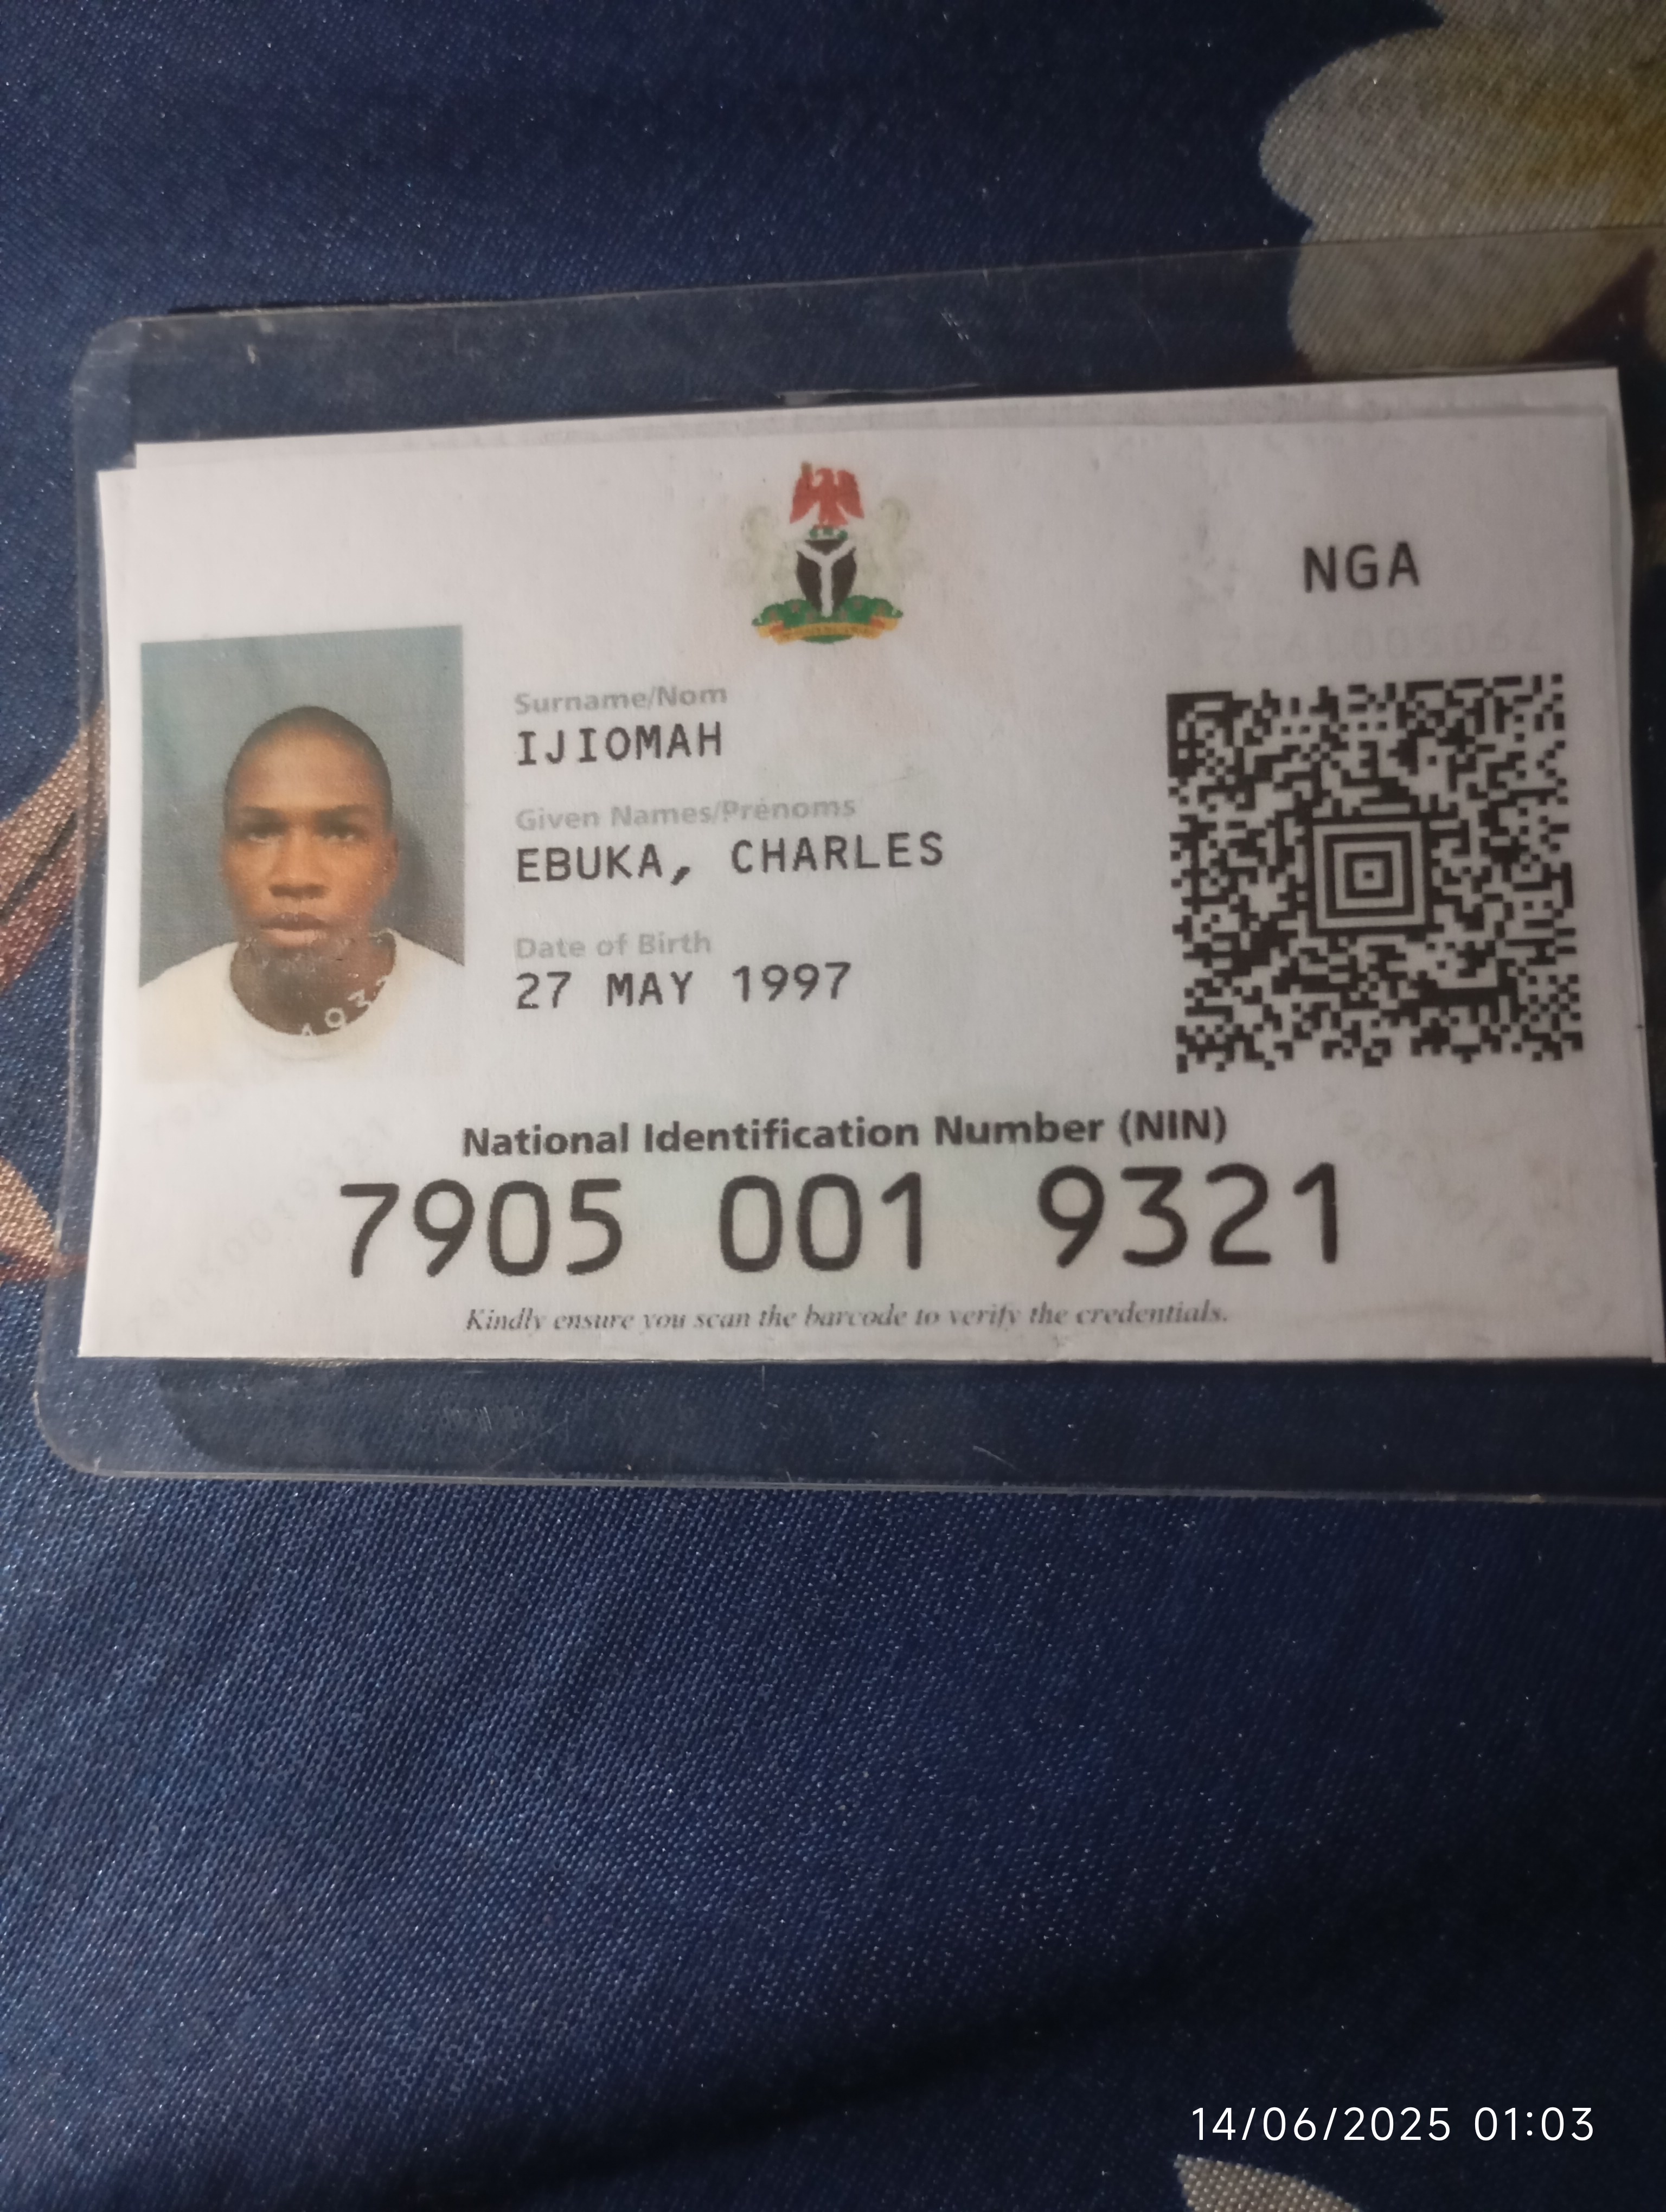 NGA
Surname/Nom
IJIOMAH
Given Names/Prénoms
EBUKA, CHARLES
Date of Birth
27 MAY 1997
National Identification Number (NIN)
7905 001 9321
Kindly ensure you scan the barcode to verify the credentials.
14/06/2025 01:03